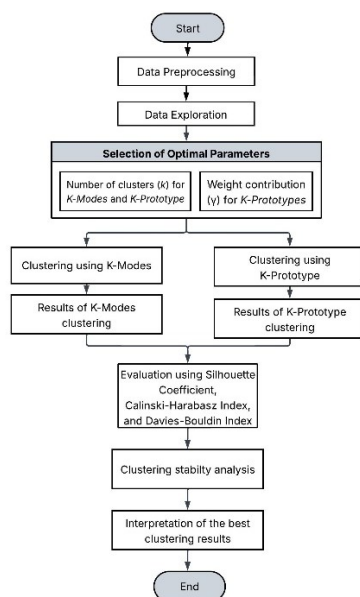 Start
Data Preprocessing
Data Exploration
Selection of Optimal Parameters
Number of clusters (k) for
K-Modes and K-Prototype
Weight contribution
(γ) for K-Prototypes
Clustering using K-Modes
Clustering using
K-Prototype
Results of K-Modes
clustering
Results of K-Prototype
clustering
Evaluation using Silhouette
Coefficient,
Calinski-Harabasz Index,
and Davies-Bouldin Index
Clustering stabilty analysis
Interpretation of the best
clustering results
End